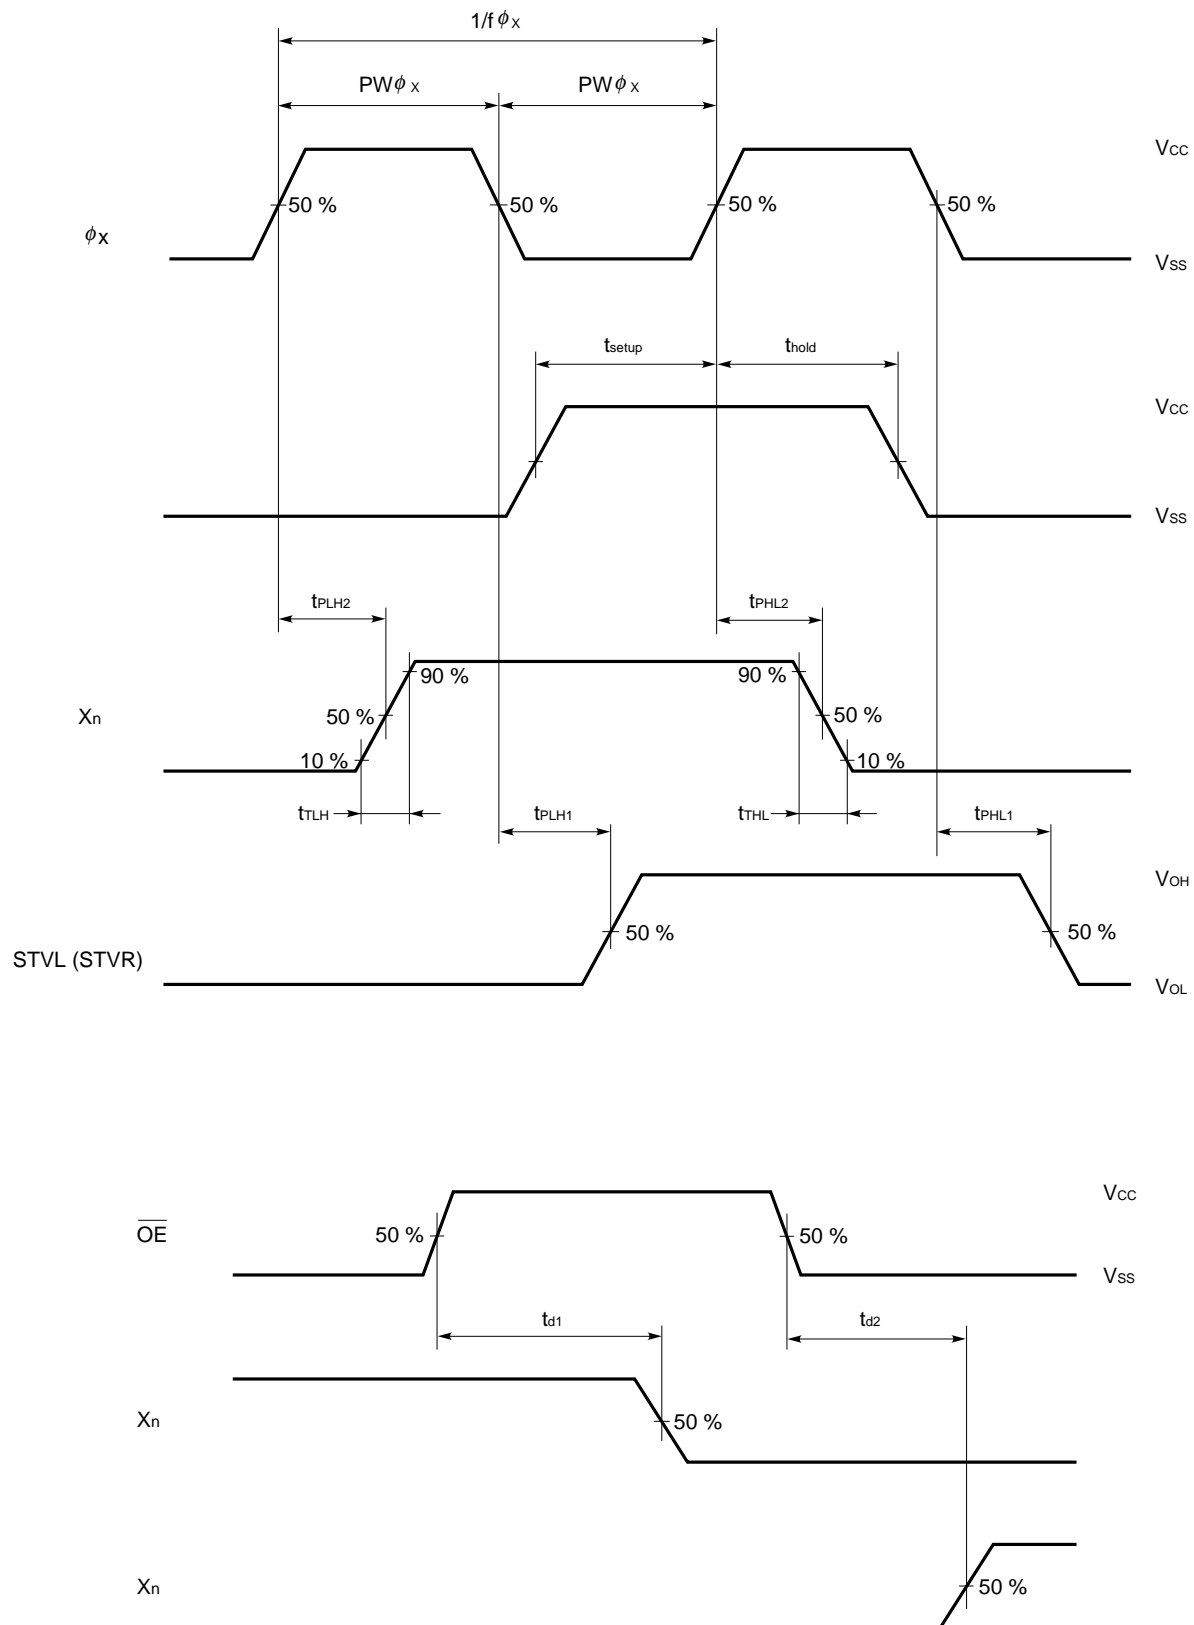 1/fϕX
PWϕX PWϕX
VCC
50 % 50 % 50 % 50 %
ϕX
VSS
tsetup thold
VCC
VSS
tPLH2 tPHL2
90 % 90 %
Xn 50 % 50 %
10 % 10 %
tTLH tPLH1 tTHL tPHL1
VOH
50 % 50 %
STVL (STVR)
VOL
VCC
OE 50 % 50 %
VSS
td1 td2
Xn 50 %
Xn 50 %